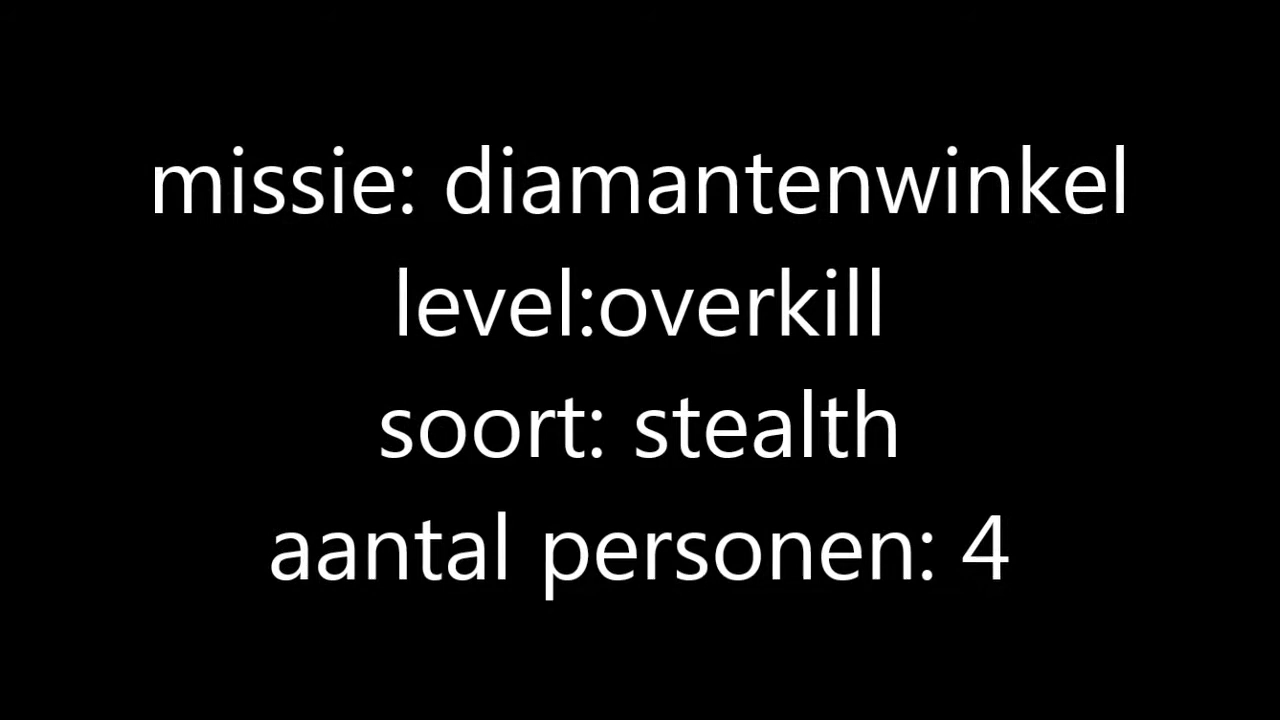 missie: diamantenwinkel
level:overkill
soort: stealth
aantal personen: 4